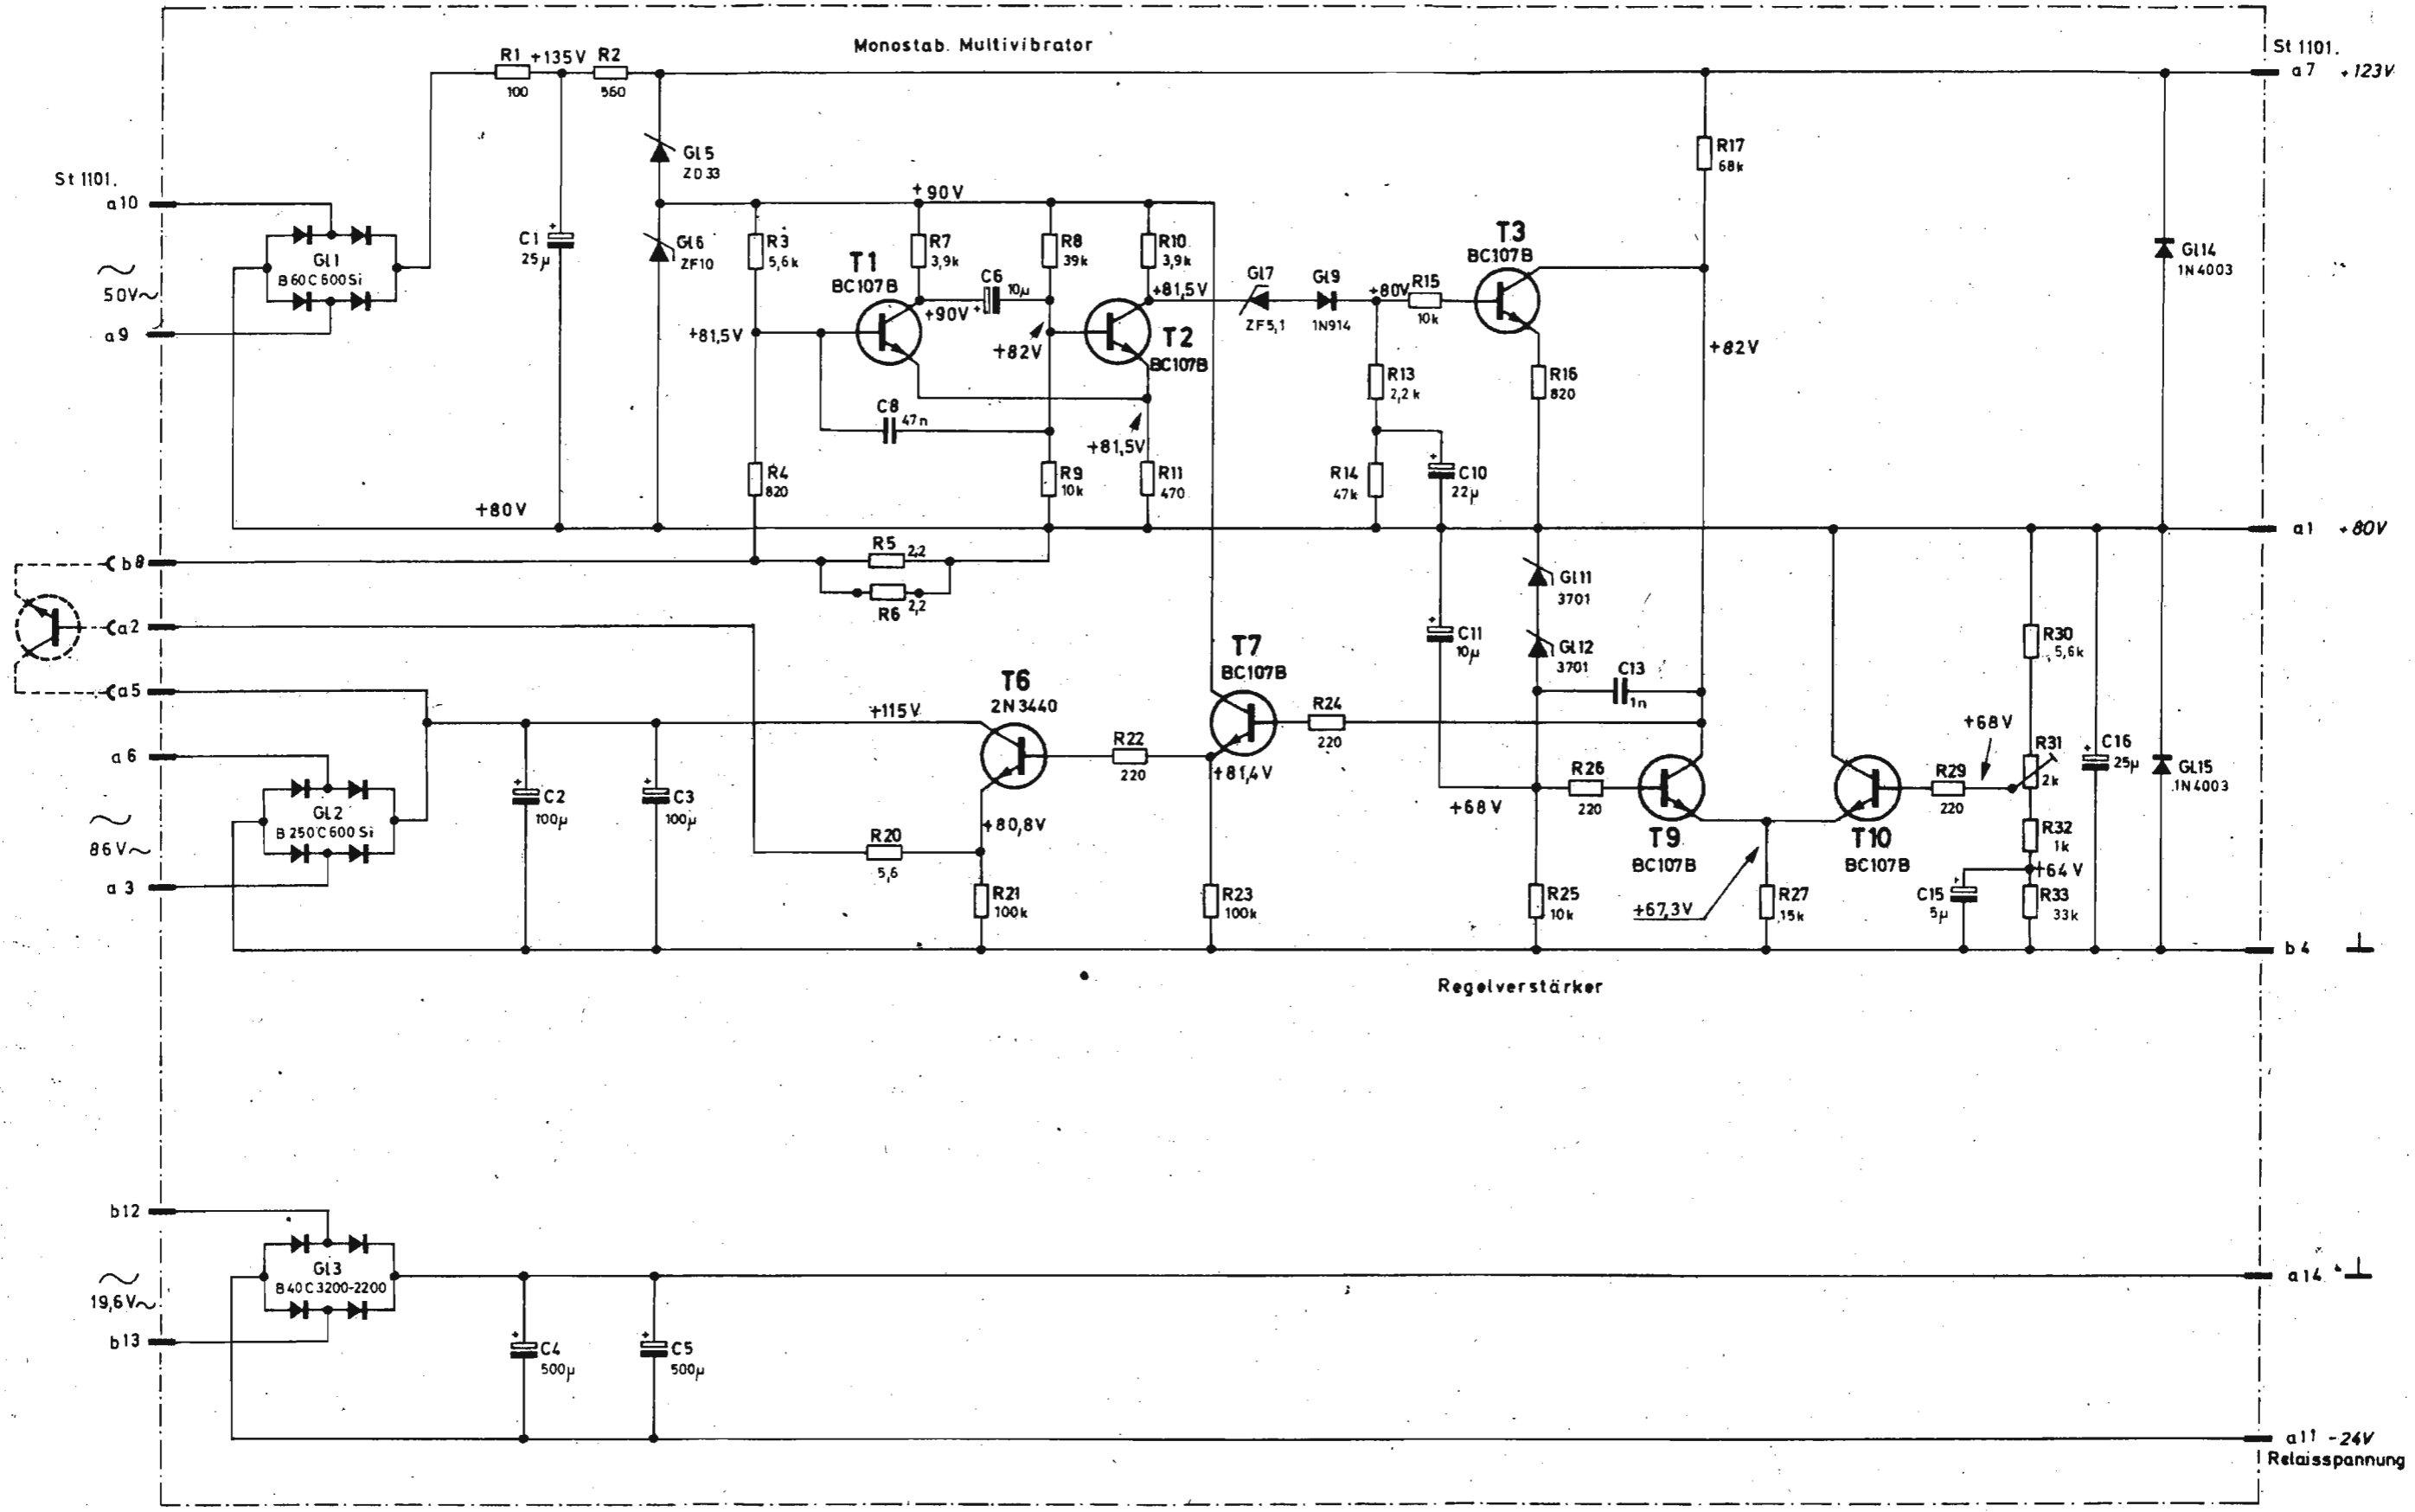 Monostab. Multivibrator
St 1101.
a7 +123V
R1
100
+135V
R2
560
Gl5
ZD33
R17
68k
St 1101.
a10
Gl1
B60C600Si
50V~
a9
C1
+
25µ
Gl6
ZF10
+90V
R3
5,6k
R7
3,9k
R8
39k
R10
3,9k
T1
BC107B
C6
10µ
+
+90V
+81,5V
+82V
+81,5V
T2
BC107B
Gl7
ZF5,1
Gl9
1N914
+80V
R15
10k
T3
BC107B
Gl14
1N4003
+82V
R13
2,2k
R16
820
C8
47n
+81,5V
R4
820
R9
10k
R11
470
R14
47k
+
C10
22µ
+80V
a1 +80V
b8
R5
2,2
R6
2,2
a2
a5
Gl11
3701
Gl12
3701
+
C11
10µ
C13
1n
R30
5,6k
T6
2N3440
T7
BC107B
R24
220
+115V
+68V
R31
2k
+
C16
25µ
Gl15
1N4003
a6
Gl2
B250C600Si
86V~
a3
+
C2
100µ
+
C3
100µ
R22
220
+81,4V
+80,8V
+68V
R26
220
R29
220
T9
BC107B
T10
BC107B
R32
1k
+64V
R20
5,6
R21
100k
R23
100k
R25
10k
+67,3V
R27
15k
+
C15
5µ
R33
33k
b4
Regelverstärker
b12
Gl3
B40C3200-2200
19,6V~
b13
a14
+
C4
500µ
+
C5
500µ
a11 -24V
Relaisspannung